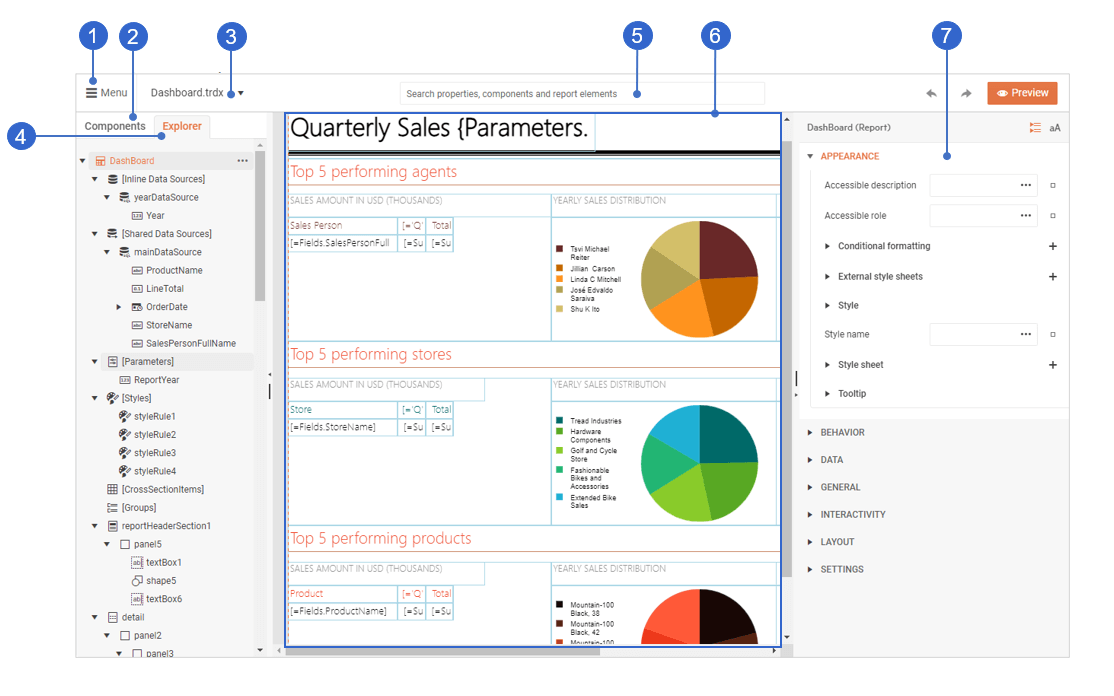 1
2
3
4
5
6
7
Menu
Dashboard.trdx
Search properties, components and report elements
Preview
Components
Explorer
DashBoard
[Inline Data Sources]
yearDataSource
Year
[Shared Data Sources]
mainDataSource
ProductName
LineTotal
OrderDate
StoreName
SalesPersonFullName
[Parameters]
ReportYear
[Styles]
styleRule1
styleRule2
styleRule3
styleRule4
[CrossSectionItems]
[Groups]
reportHeaderSection1
panel5
textBox1
shape5
textBox6
detail
panel2
panel3
Quarterly Sales {Parameters.
Top 5 performing agents
SALES AMOUNT IN USD (THOUSANDS)
YEARLY SALES DISTRIBUTION
Sales Person [='Q' Total
[=Fields.SalesPersonFull [=Su [=Su
Tsvi Michael
Reiter
Jillian Carson
Linda C Mitchell
José Edvaldo
Saraiva
Shu K Ito
Top 5 performing stores
SALES AMOUNT IN USD (THOUSANDS)
YEARLY SALES DISTRIBUTION
Store [='Q' Total
[=Fields.StoreName] [=Su [=Su
Tread Industries
Hardware
Components
Golf and Cycle
Store
Fashionable
Bikes and
Accessories
Extended Bike
Sales
Top 5 performing products
SALES AMOUNT IN USD (THOUSANDS)
YEARLY SALES DISTRIBUTION
Product [='Q' Total
[=Fields.ProductName] [=Su [=Su
Mountain-100
Black, 38
Mountain-100
Black, 42
Mountain-100
DashBoard (Report)
aA
APPEARANCE
Accessible description
Accessible role
Conditional formatting
External style sheets
Style
Style name
Style sheet
Tooltip
BEHAVIOR
DATA
GENERAL
INTERACTIVITY
LAYOUT
SETTINGS